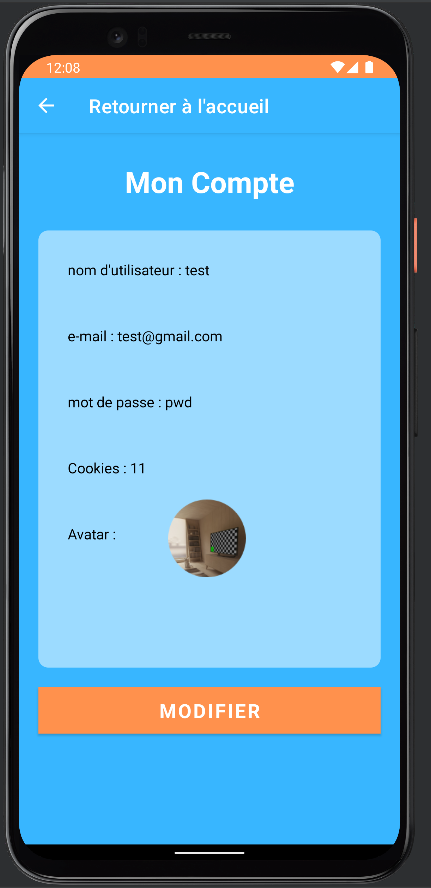 12:08
Retourner à l'accueil
Mon Compte
nom d'utilisateur : test
e-mail : test@gmail.com
mot de passe : pwd
Cookies : 11
Avatar :
MODIFIER